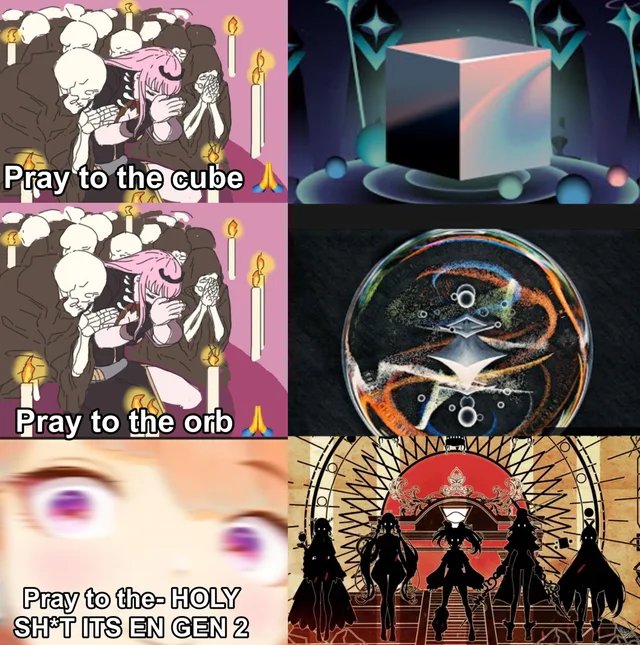 Pray to the cube 🙏
Pray to the orb 🙏
Pray to the- HOLY
SH*T ITS EN GEN 2